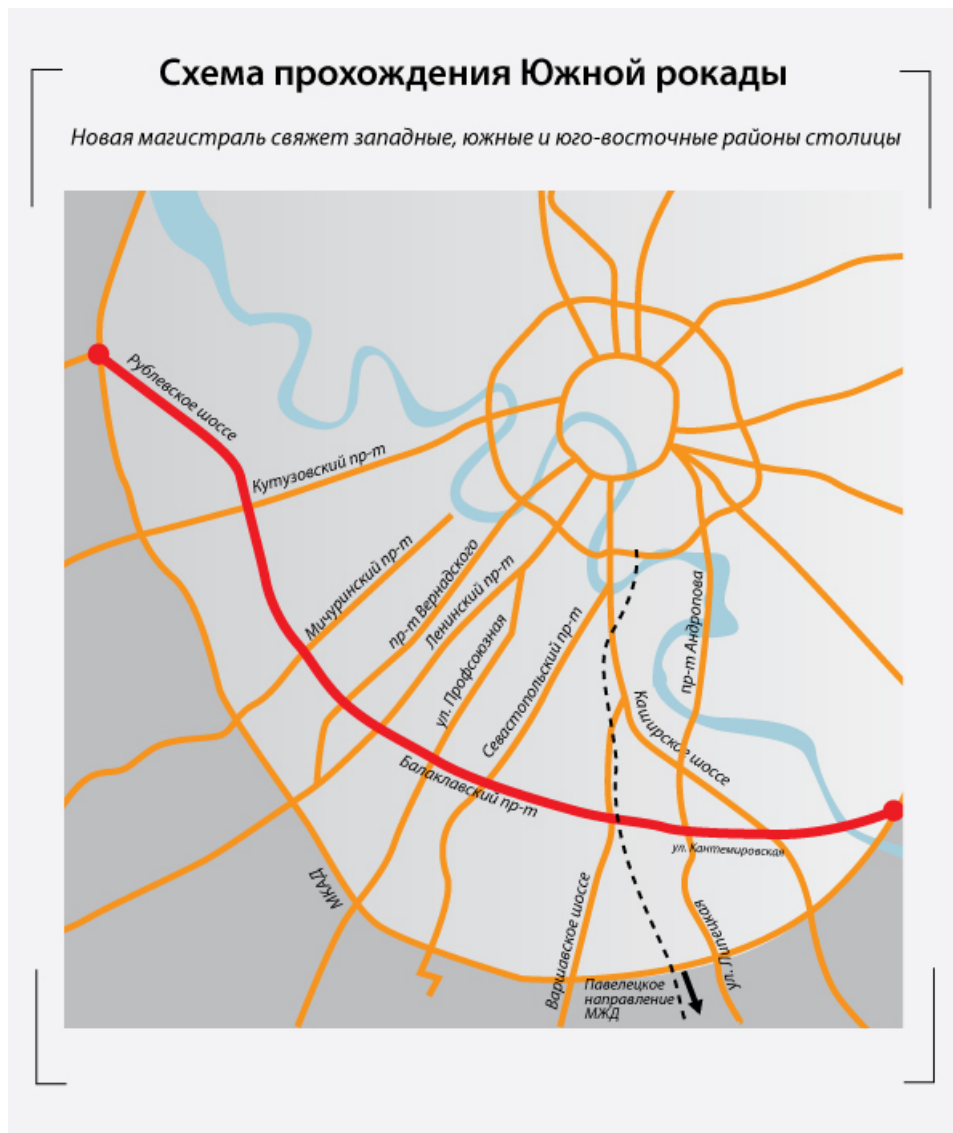 Схема прохождения Южной рокады
Новая магистраль свяжет западные, южные и юго-восточные районы столицы
Рублевское шоссе
Кутузовский пр-т
Мичуринский пр-т
пр-т Вернадского
Ленинский пр-т
ул. Профсоюзная
Севастопольский пр-т
пр-т Андропова
Каширское шоссе
Балаклавский пр-т
ул. Кантемировская
МКАД
Варшавское шоссе
ул. Липецкая
Павелецкое
направление
МЖД